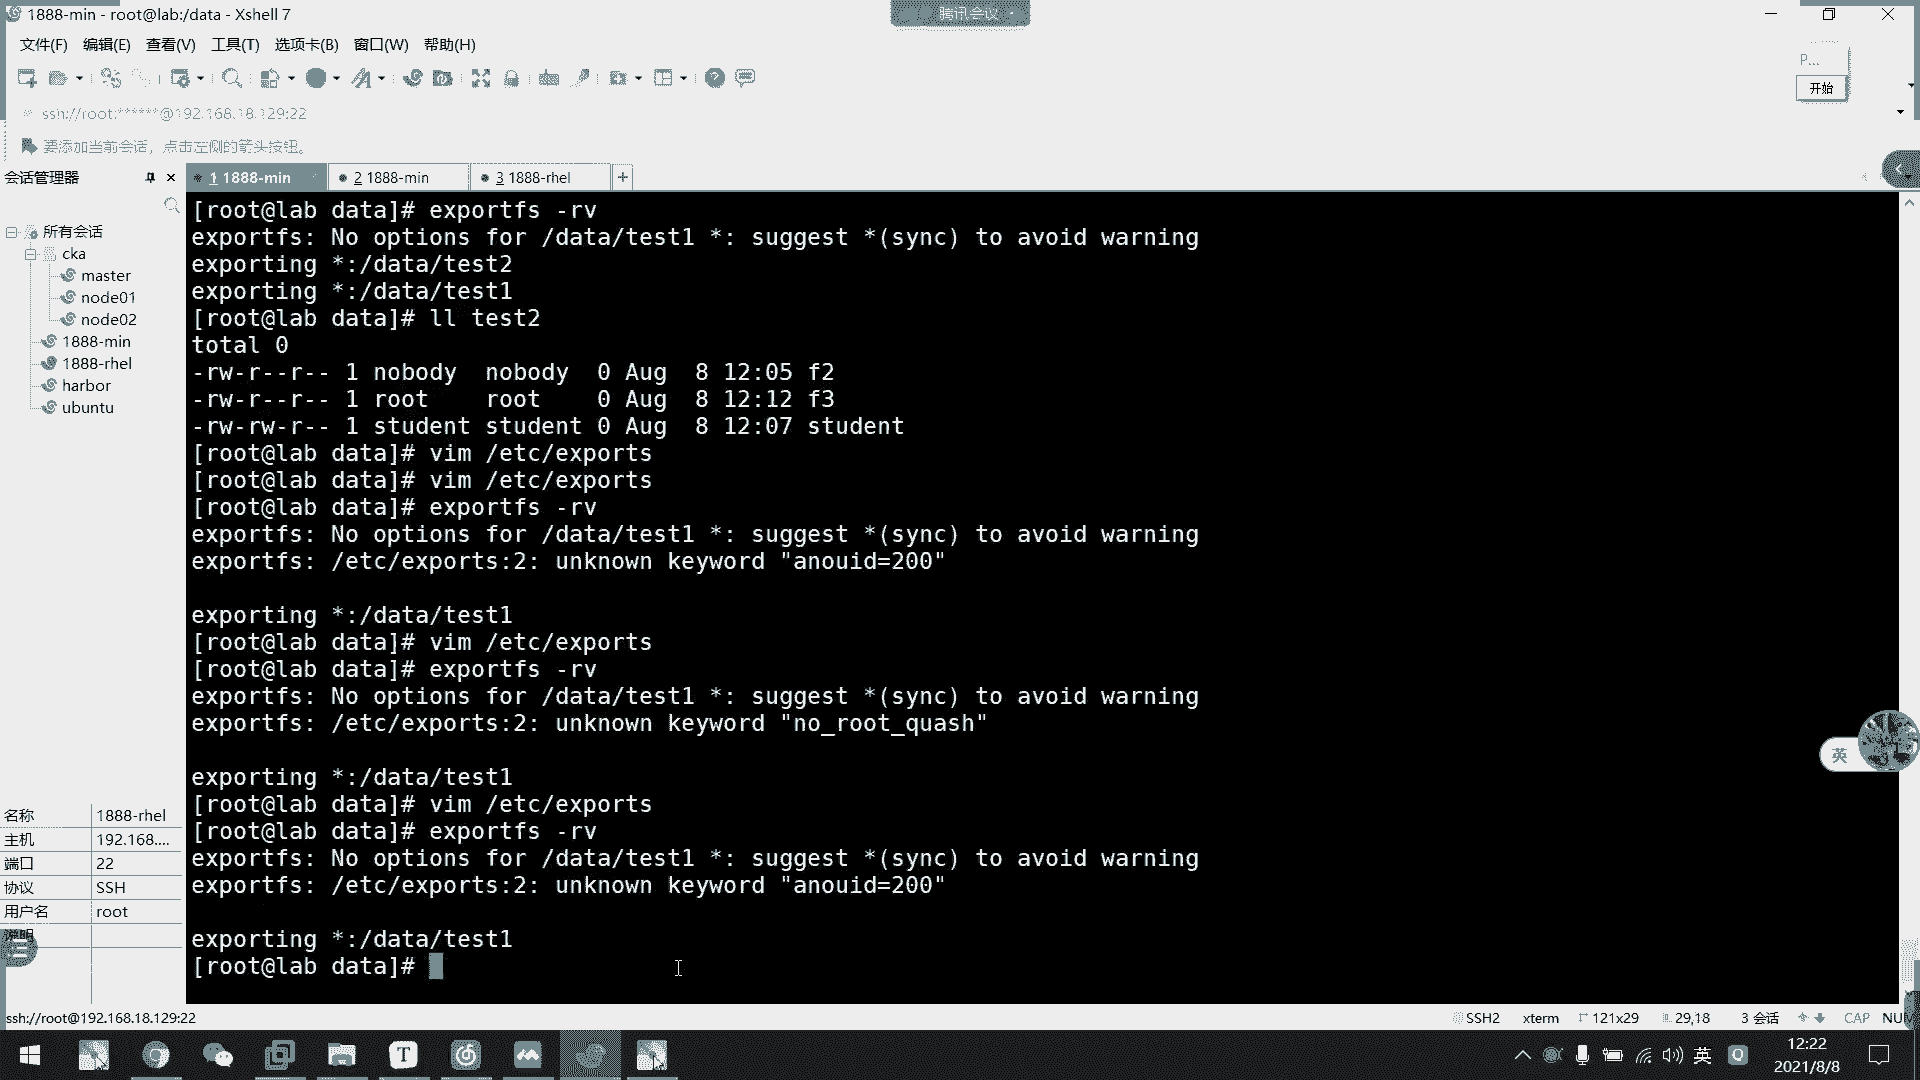 1888-min - root@lab:/data - Xshell 7
腾讯会议
文件(F) 编辑(E) 查看(V) 工具(T) 选项卡(B) 窗口(W) 帮助(H)
P...
开始
ssh://root:******@192.168.18.129:22
要添加当前会话，点击左侧的箭头按钮。
会话管理器
1 1888-min
2 1888-min
3 1888-rhel
所有会话
cka
master
node01
node02
1888-min
1888-rhel
harbor
ubuntu
[root@lab data]# exportfs -rv
exportfs: No options for /data/test1 *: suggest *(sync) to avoid warning
exporting *:/data/test2
exporting *:/data/test1
[root@lab data]# ll test2
total 0
-rw-r--r-- 1 nobody  nobody  0 Aug  8 12:05 f2
-rw-r--r-- 1 root    root    0 Aug  8 12:12 f3
-rw-rw-r-- 1 student student 0 Aug  8 12:07 student
[root@lab data]# vim /etc/exports
[root@lab data]# vim /etc/exports
[root@lab data]# exportfs -rv
exportfs: No options for /data/test1 *: suggest *(sync) to avoid warning
exportfs: /etc/exports:2: unknown keyword "anouid=200"
exporting *:/data/test1
[root@lab data]# vim /etc/exports
[root@lab data]# exportfs -rv
exportfs: No options for /data/test1 *: suggest *(sync) to avoid warning
exportfs: /etc/exports:2: unknown keyword "no_root_quash"
exporting *:/data/test1
[root@lab data]# vim /etc/exports
[root@lab data]# exportfs -rv
exportfs: No options for /data/test1 *: suggest *(sync) to avoid warning
exportfs: /etc/exports:2: unknown keyword "anouid=200"
exporting *:/data/test1
[root@lab data]#
英
名称 1888-rhel
主机 192.168....
端口 22
协议 SSH
用户名 root
说明
ssh://root@192.168.18.129:22
SSH2 xterm 121x29 29,18 3 会话 CAP NUM
英
12:22
2021/8/8